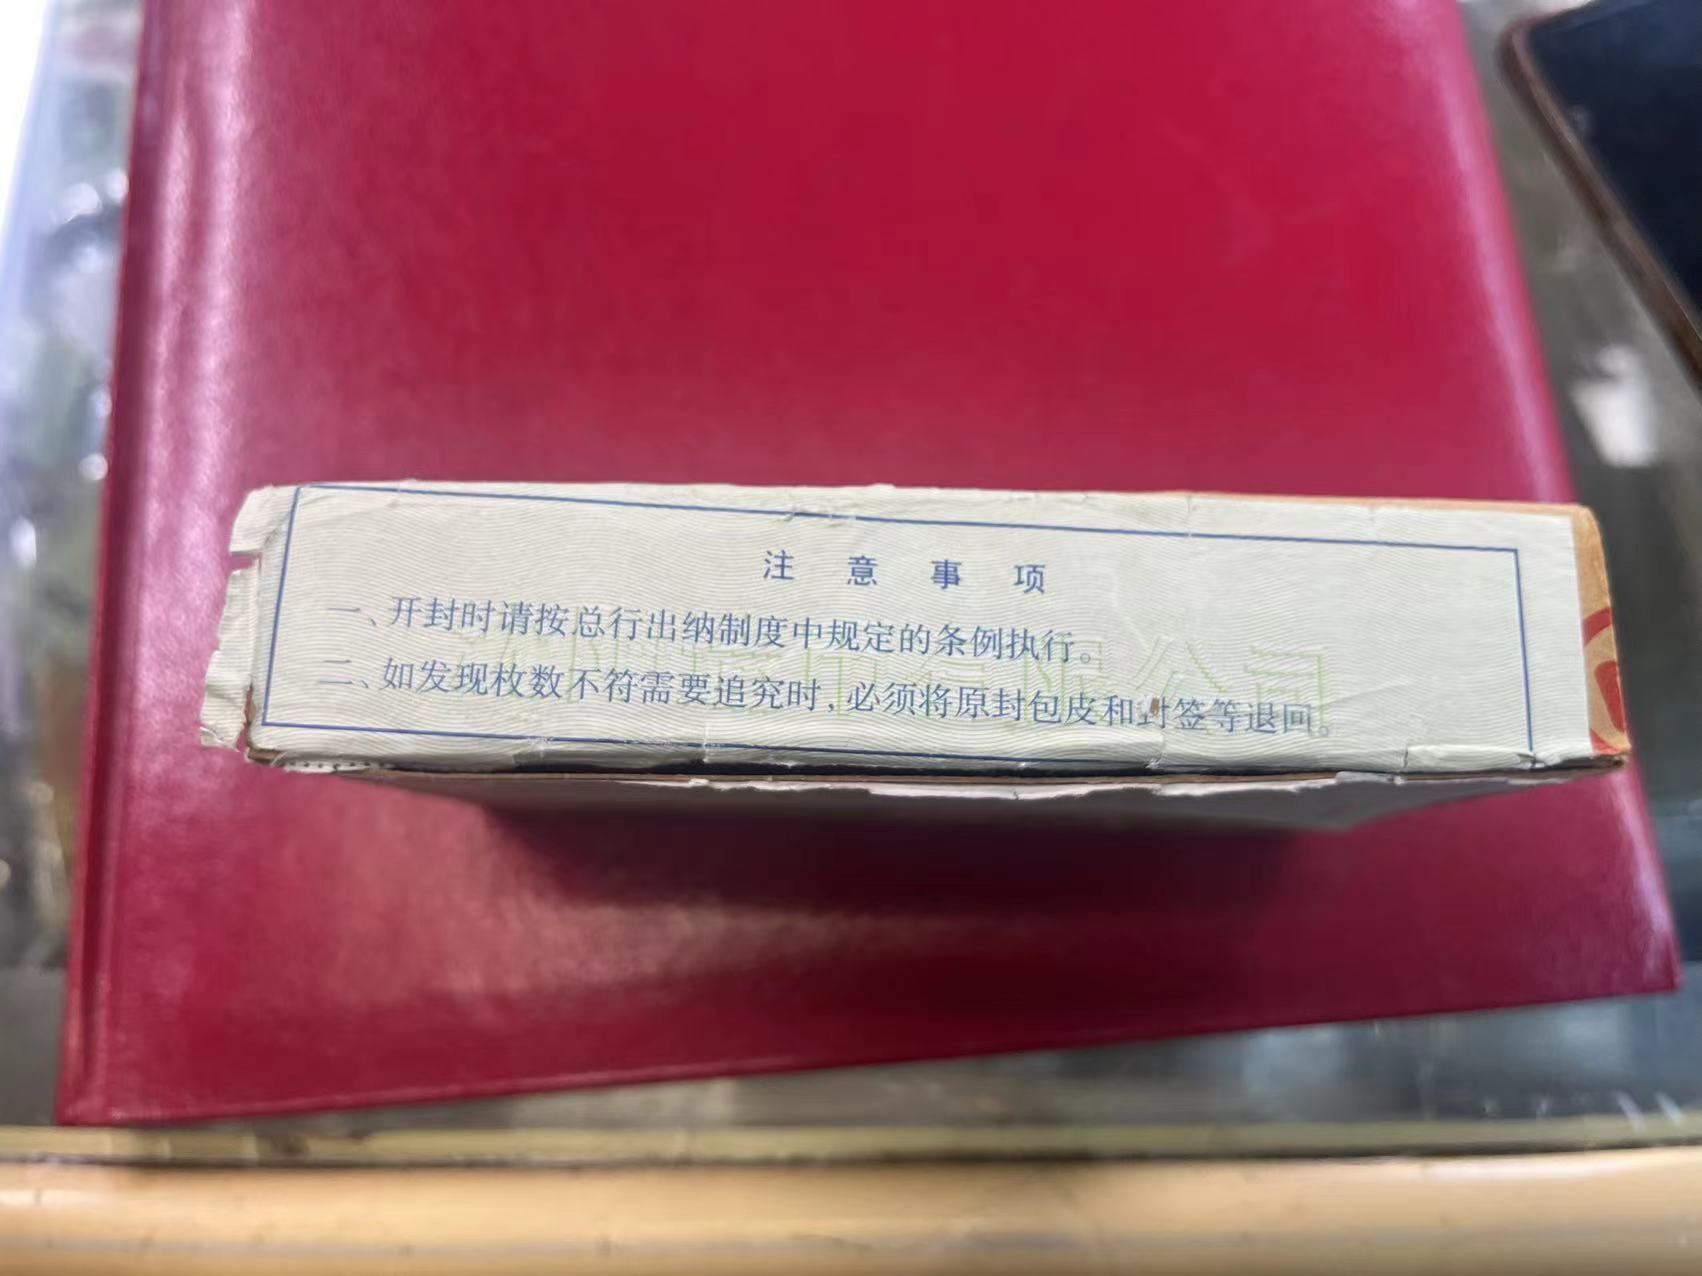 注意事项
一、开封时请按总行出纳制度中规定的条例执行。
二、如发现枚数不符需要追究时,必须将原封包皮和封签等退回。